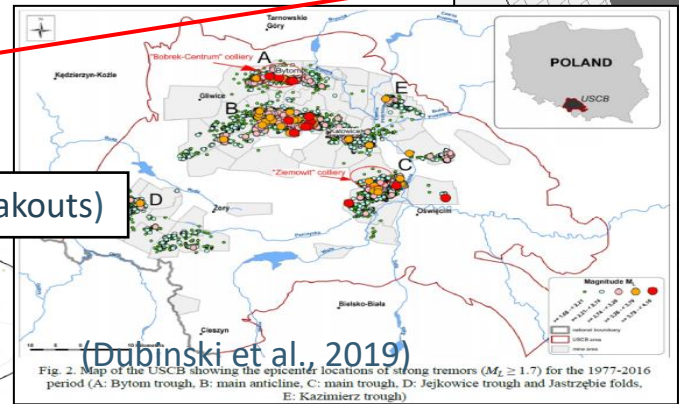 Tarnowskie
Góry
"Bobrek-Centrum" colliery
A
Bytom
POLAND
USCB
Kędzierzyn-Koźle
E
Gliwice
B
Katowice
"Ziemowit" colliery
C
akouts)
D
Żory
Oświęcim
Magnitude M
national boundary
USCB area
mine area
Bielsko-Biała
Cieszyn
(Dubinski et al., 2019)
Fig. 2. Map of the USCB showing the epicenter locations of strong tremors (M_L ≥ 1.7) for the 1977-2016
period (A: Bytom trough, B: main anticline, C: main trough, D: Jejkowice trough and Jastrzębie folds,
E: Kazimierz trough)